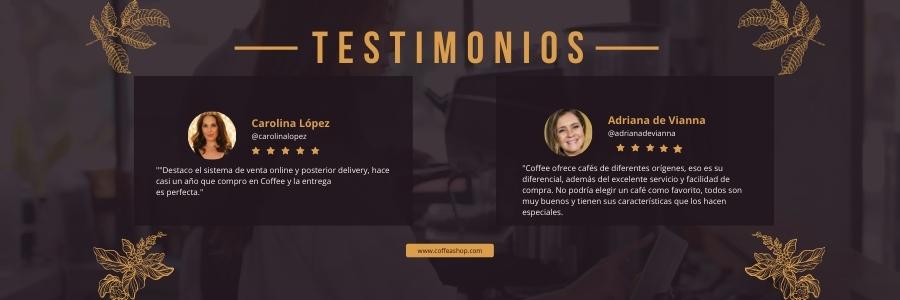 TESTIMONIOS
Carolina López
@carolinalopez
""Destaco el sistema de venta online y posterior delivery, hace
casi un año que compro en Coffee y la entrega
es perfecta."
Adriana de Vianna
@adrianadevianna
"Coffee ofrece cafés de diferentes orígenes, eso es su
diferencial, además del excelente servicio y facilidad de
compra. No podría elegir un café como favorito, todos son
muy buenos y tienen sus características que los hacen
especiales.
www.coffeashop.com